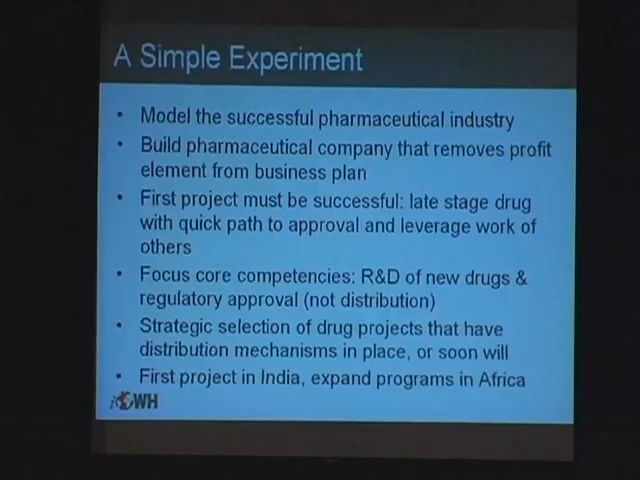 A Simple Experiment
• Model the successful pharmaceutical industry
• Build pharmaceutical company that removes profit
element from business plan
• First project must be successful: late stage drug
with quick path to approval and leverage work of
others
• Focus core competencies: R&D of new drugs &
regulatory approval (not distribution)
• Strategic selection of drug projects that have
distribution mechanisms in place, or soon will
• First project in India, expand programs in Africa
iOWH